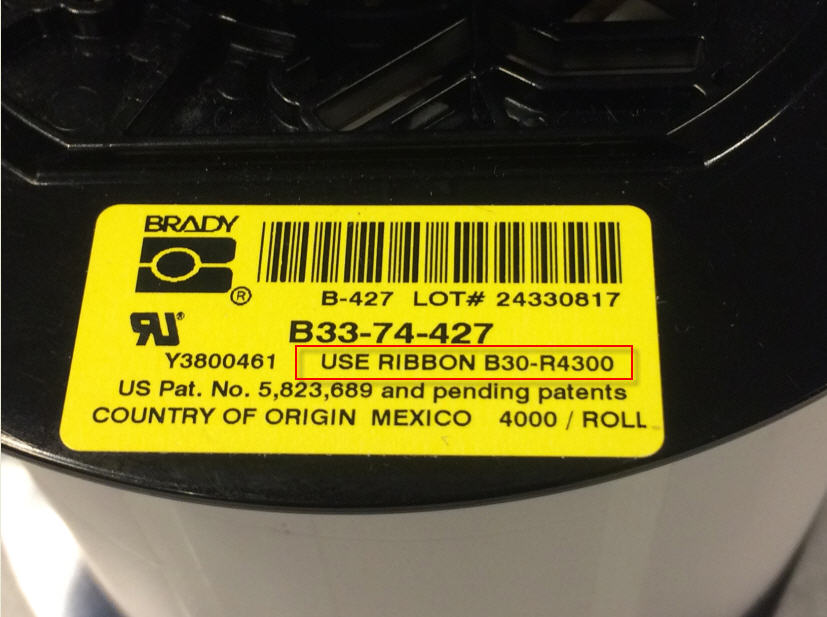 BRADY
®
B-427 LOT# 24330817
B33-74-427
Y3800461 USE RIBBON B30-R4300
US Pat. No. 5,823,689 and pending patents
COUNTRY OF ORIGIN MEXICO 4000 / ROLL